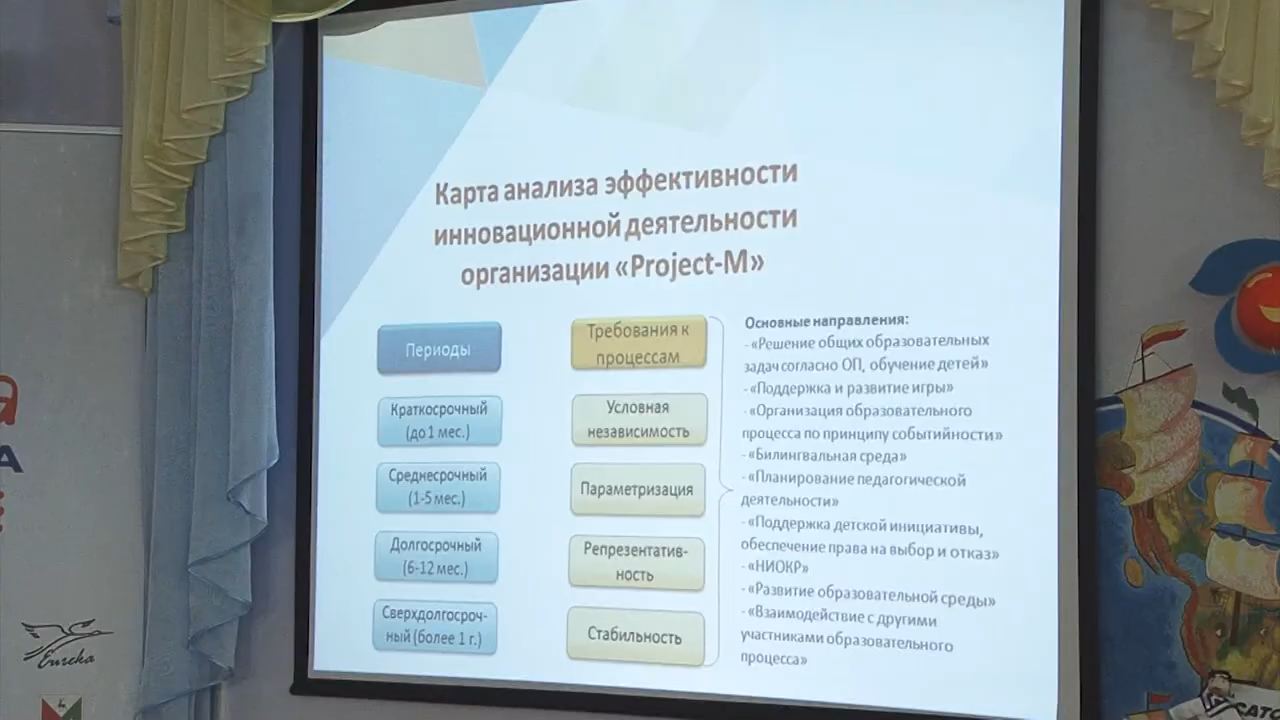 Карта анализа эффективности
инновационной деятельности
организации «Project-M»
Периоды
Краткосрочный
(до 1 мес.)
Среднесрочный
(1-5 мес.)
Долгосрочный
(6-12 мес.)
Сверхдолгосроч-
ный (более 1 г.)
Требования к
процессам
Условная
независимость
Параметризация
Репрезентатив-
ность
Стабильность
Основные направления:
- «Решение общих образовательных
задач согласно ОП, обучение детей»
- «Поддержка и развитие игры»
- «Организация образовательного
процесса по принципу событийности»
- «Билингвальная среда»
- «Планирование педагогической
деятельности»
- «Поддержка детской инициативы,
обеспечение права на выбор и отказ»
- «НИОКР»
- «Развитие образовательной среды»
- «Взаимодействие с другими
участниками образовательного
процесса»
Eureka